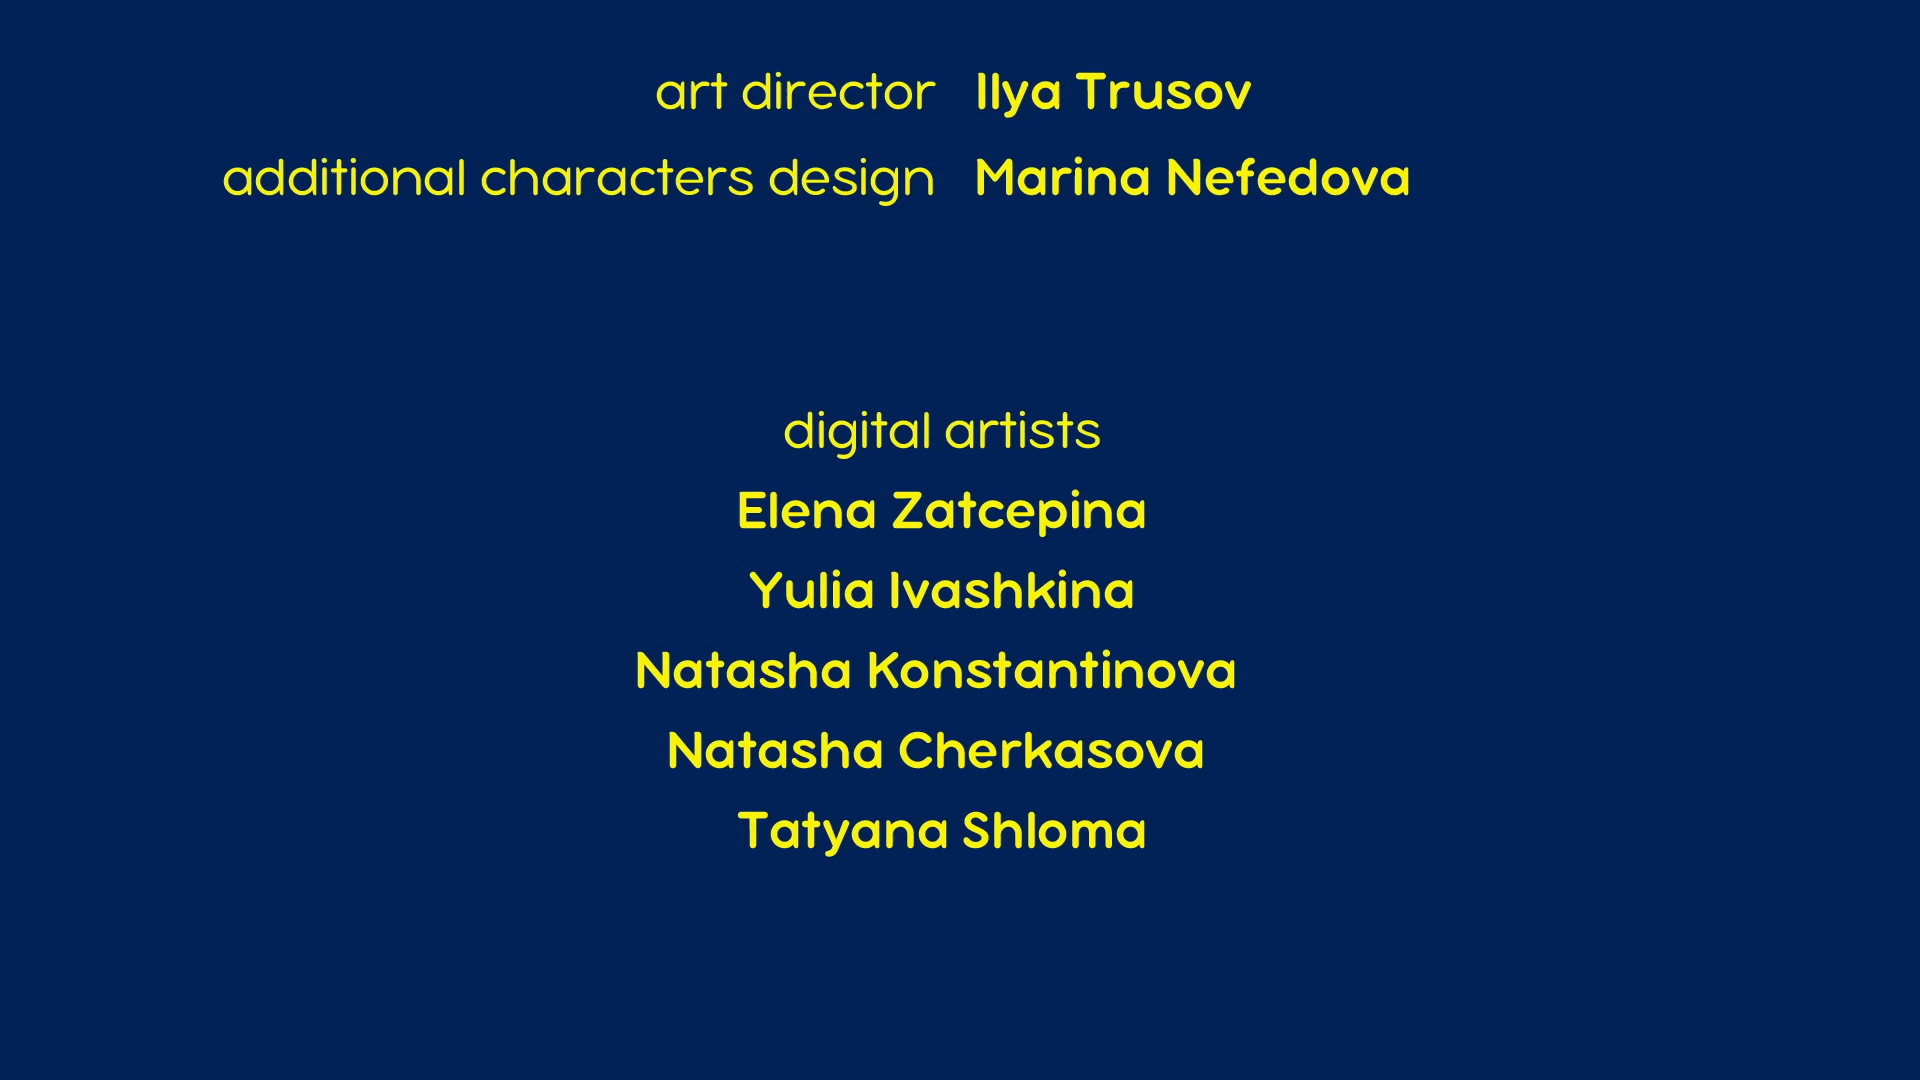 art director Ilya Trusov
additional characters design Marina Nefedova
digital artists
Elena Zatcepina
Yulia Ivashkina
Natasha Konstantinova
Natasha Cherkasova
Tatyana Shloma